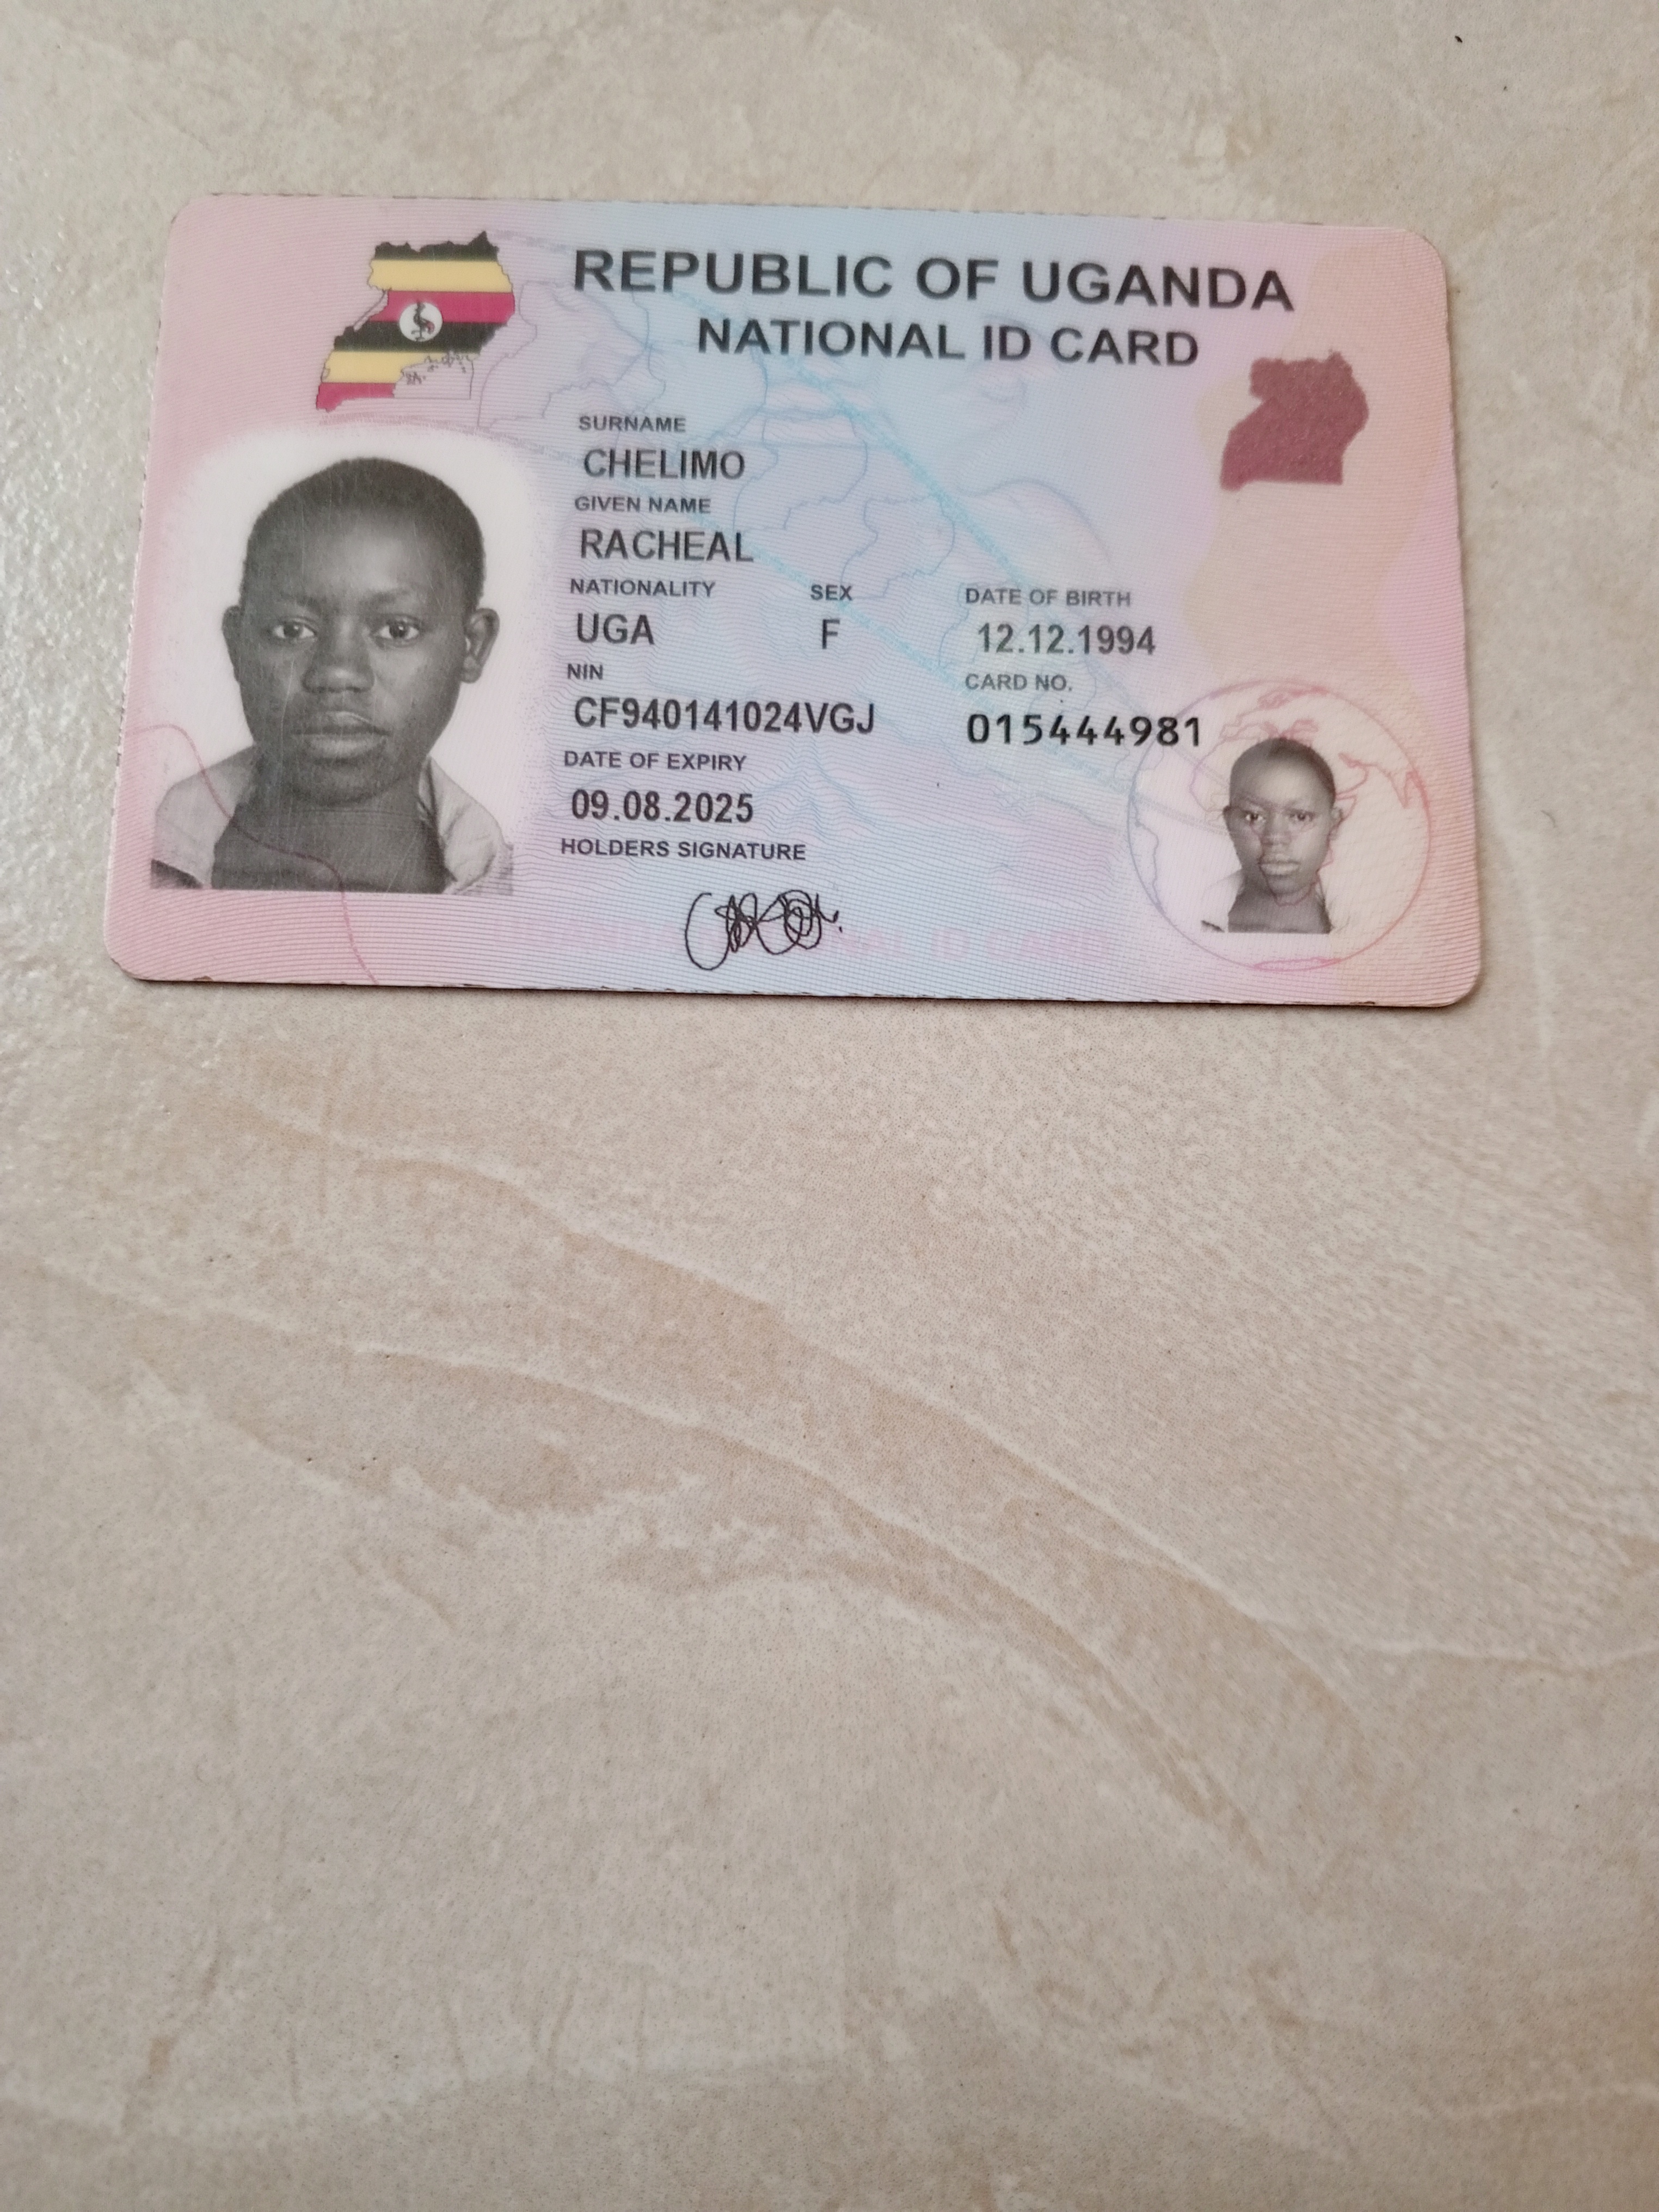 REPUBLIC OF UGANDA
NATIONAL ID CARD
SURNAME
CHELIMO
GIVEN NAME
RACHEAL
NATIONALITY SEX DATE OF BIRTH
UGA F 12.12.1994
NIN CARD NO.
CF940141024VGJ 015444981
DATE OF EXPIRY
09.08.2025
HOLDERS SIGNATURE